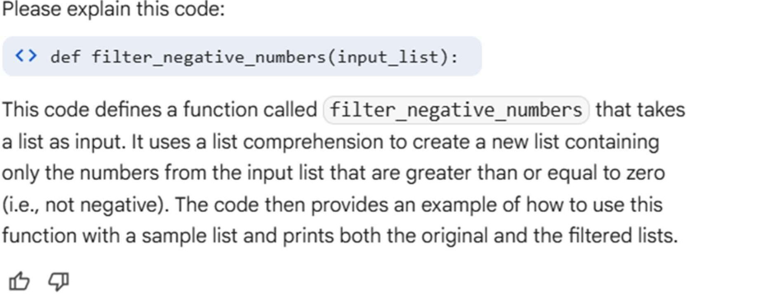 Please explain this code:
<> def filter_negative_numbers(input_list):
This code defines a function called filter_negative_numbers that takes
a list as input. It uses a list comprehension to create a new list containing
only the numbers from the input list that are greater than or equal to zero
(i.e., not negative). The code then provides an example of how to use this
function with a sample list and prints both the original and the filtered lists.